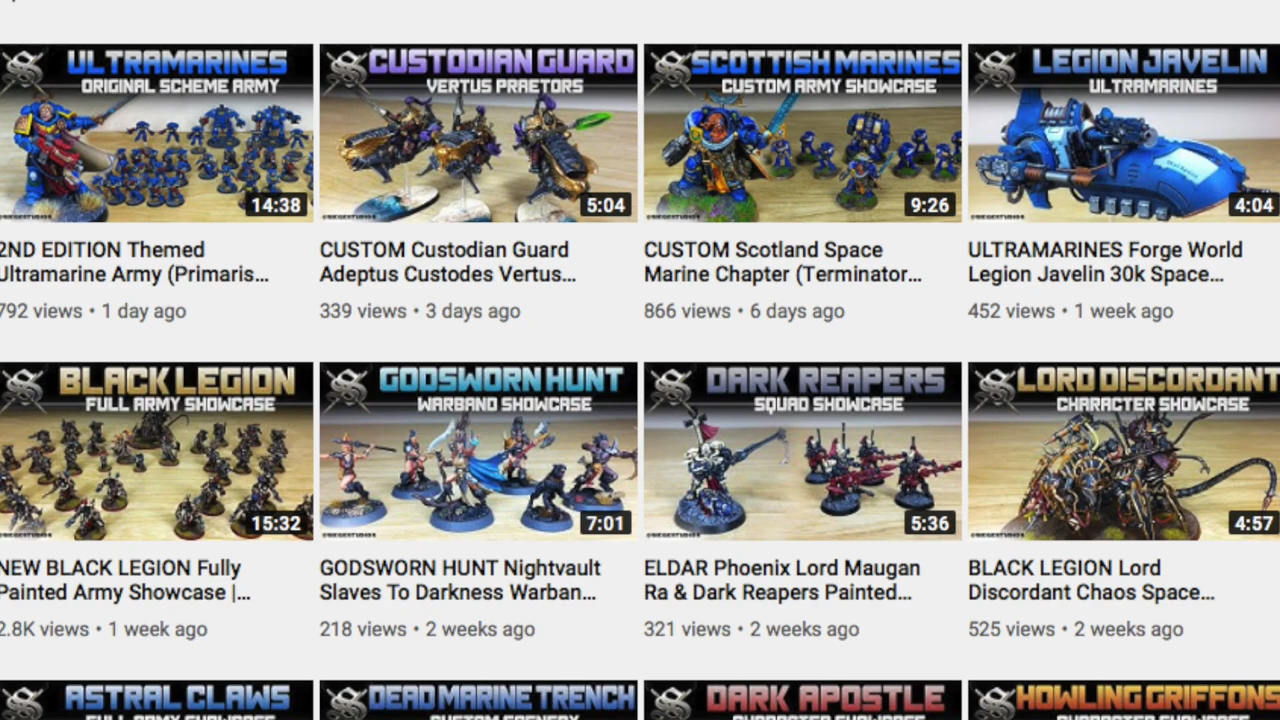 ULTRAMARINES
ORIGINAL SCHEME ARMY
14:38
CUSTODIAN GUARD
VERTUS PRAETORS
5:04
SCOTTISH MARINES
CUSTOM ARMY SHOWCASE
9:26
LEGION JAVELIN
ULTRAMARINES
4:04
2ND EDITION Themed
Ultramarine Army (Primaris...
792 views • 1 day ago
CUSTOM Custodian Guard
Adeptus Custodes Vertus...
339 views • 3 days ago
CUSTOM Scotland Space
Marine Chapter (Terminator...
866 views • 6 days ago
ULTRAMARINES Forge World
Legion Javelin 30k Space...
452 views • 1 week ago
BLACK LEGION
FULL ARMY SHOWCASE
15:32
GODSWORN HUNT
WARBAND SHOWCASE
7:01
DARK REAPERS
SQUAD SHOWCASE
5:36
LORD DISCORDANT
CHARACTER SHOWCASE
4:57
NEW BLACK LEGION Fully
Painted Army Showcase |...
2.8K views • 1 week ago
GODSWORN HUNT Nightvault
Slaves To Darkness Warban...
218 views • 2 weeks ago
ELDAR Phoenix Lord Maugan
Ra & Dark Reapers Painted...
321 views • 2 weeks ago
BLACK LEGION Lord
Discordant Chaos Space...
525 views • 2 weeks ago
ASTRAL CLAWS
FULL ARMY SHOWCASE
DEAD MARINE TRENCH
CUSTOM SCENERY
DARK APOSTLE
CHARACTER SHOWCASE
HOWLING GRIFFONS